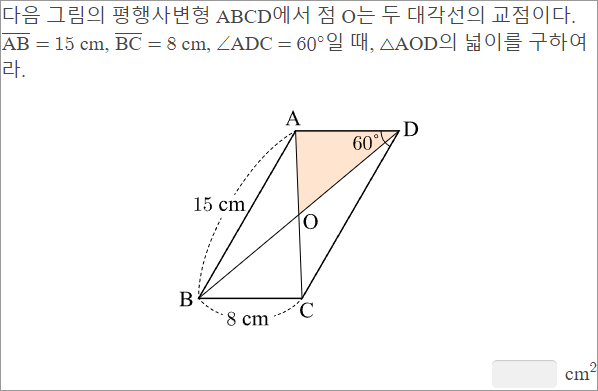 다음 그림의 평행사변형 ABCD에서 점 O는 두 대각선의 교점이다.
AB = 15 cm, BC = 8 cm, ∠ADC = 60°일 때, △AOD의 넓이를 구하여
라.
A
D
60°
15 cm
O
B
C
8 cm
cm²